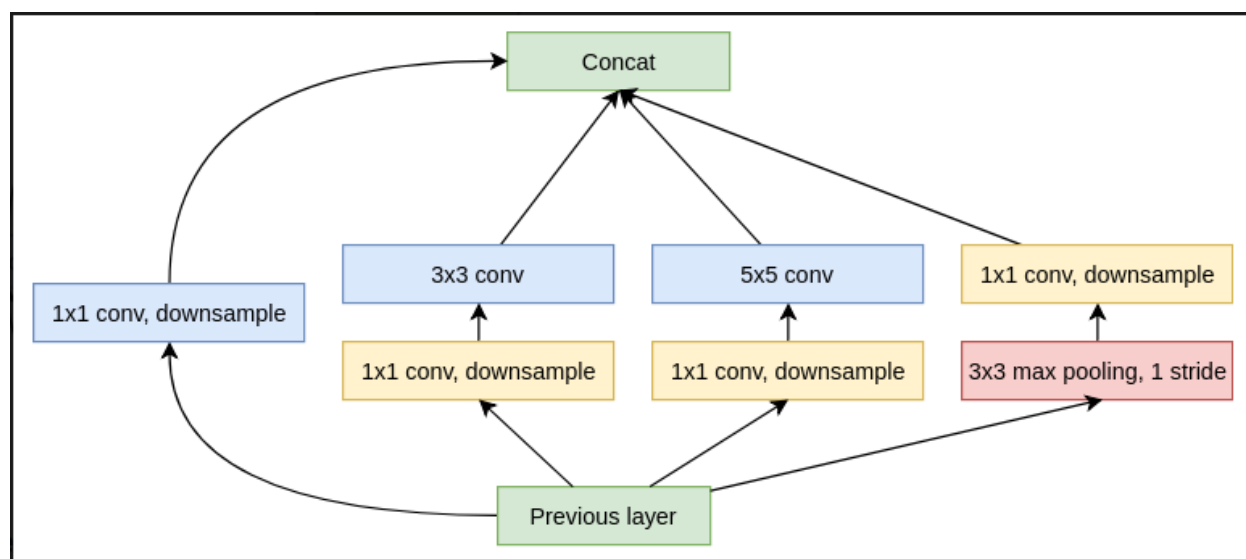 Concat
3x3 conv
5x5 conv
1x1 conv, downsample
1x1 conv, downsample
1x1 conv, downsample
1x1 conv, downsample
3x3 max pooling, 1 stride
Previous layer